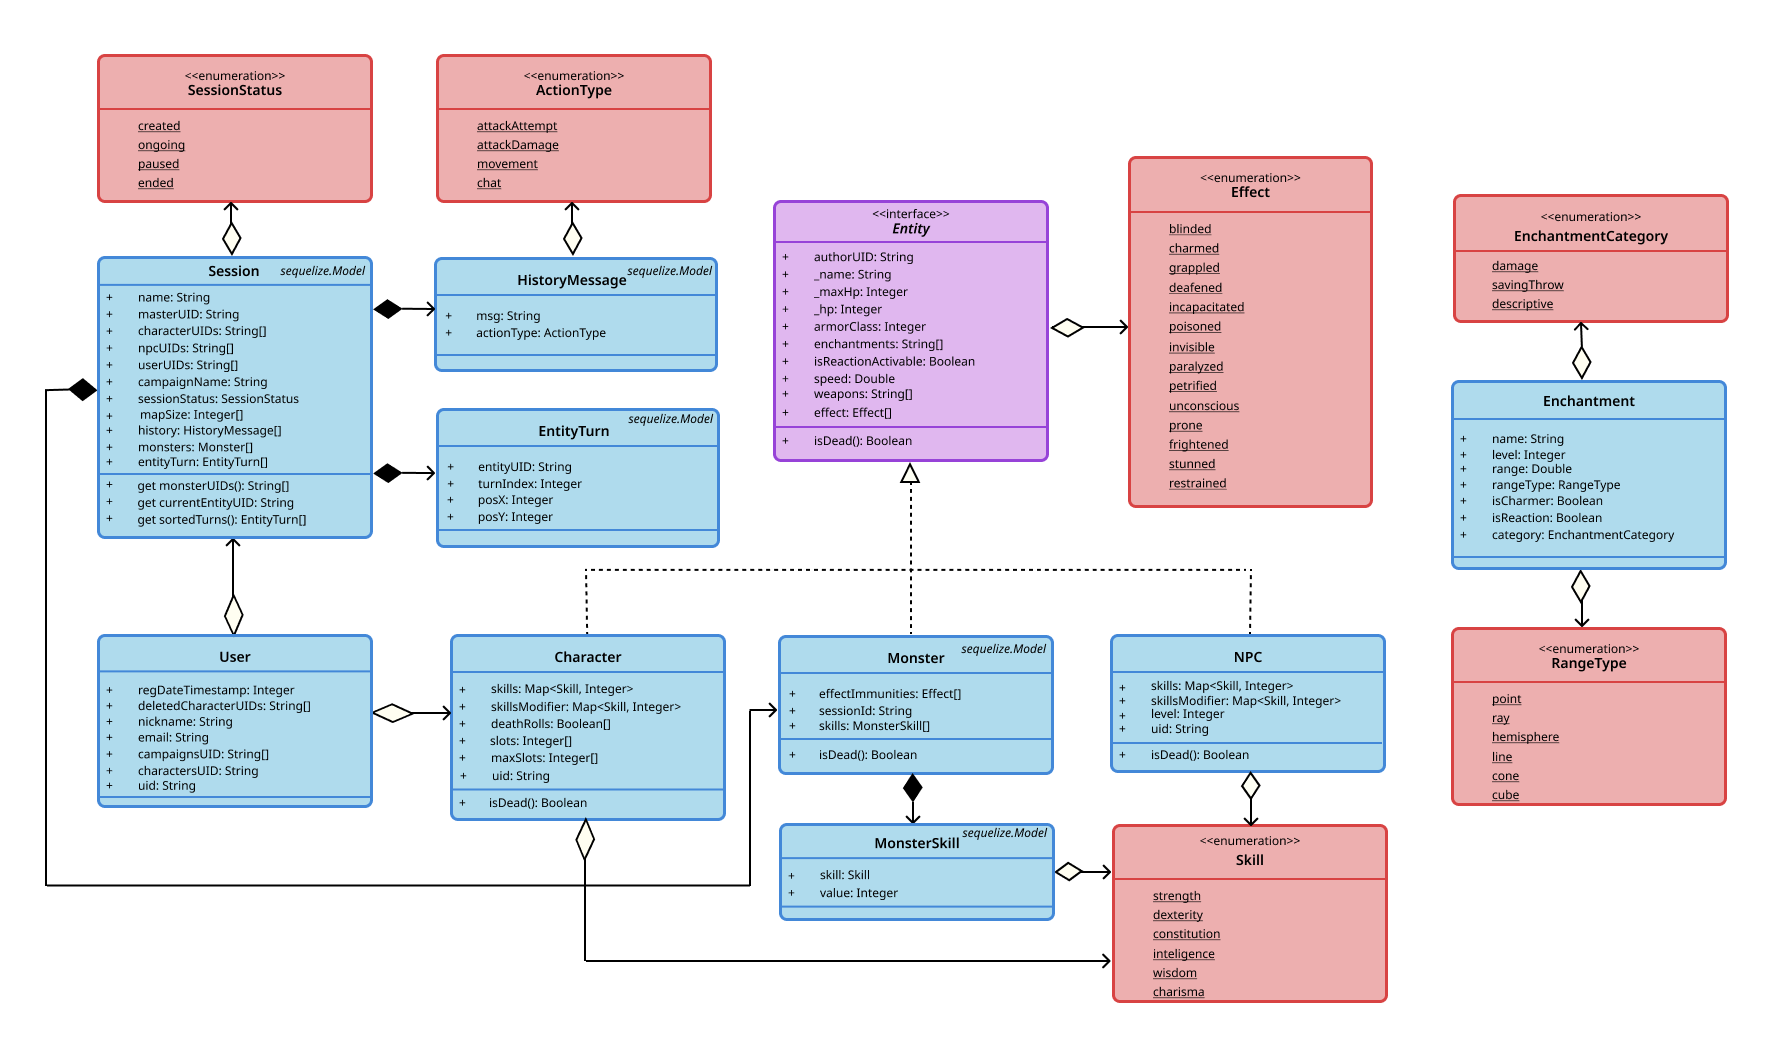 <<enumeration>>
SessionStatus
created
ongoing
paused
ended
<<enumeration>>
ActionType
attackAttempt
attackDamage
movement
chat
Session
sequelize.Model
+ name: String
+ masterUID: String
+ characterUIDs: String[]
+ npcUIDs: String[]
+ userUIDs: String[]
+ campaignName: String
+ sessionStatus: SessionStatus
+ mapSize: Integer[]
+ history: HistoryMessage[]
+ monsters: Monster[]
+ entityTurn: EntityTurn[]
+ get monsterUIDs(): String[]
+ get currentEntityUID: String
+ get sortedTurns(): EntityTurn[]
HistoryMessage
sequelize.Model
+ msg: String
+ actionType: ActionType
EntityTurn
sequelize.Model
+ entityUID: String
+ turnIndex: Integer
+ posX: Integer
+ posY: Integer
<<interface>>
Entity
+ authorUID: String
+ _name: String
+ _maxHp: Integer
+ _hp: Integer
+ armorClass: Integer
+ enchantments: String[]
+ isReactionActivable: Boolean
+ speed: Double
+ weapons: String[]
+ effect: Effect[]
+ isDead(): Boolean
<<enumeration>>
Effect
blinded
charmed
grappled
deafened
incapacitated
poisoned
invisible
paralyzed
petrified
unconscious
prone
frightened
stunned
restrained
<<enumeration>>
EnchantmentCategory
damage
savingThrow
descriptive
Enchantment
+ name: String
+ level: Integer
+ range: Double
+ rangeType: RangeType
+ isCharmer: Boolean
+ isReaction: Boolean
+ category: EnchantmentCategory
<<enumeration>>
RangeType
point
ray
hemisphere
line
cone
cube
User
+ regDateTimestamp: Integer
+ deletedCharacterUIDs: String[]
+ nickname: String
+ email: String
+ campaignsUID: String[]
+ charactersUID: String
+ uid: String
Character
+ skills: Map<Skill, Integer>
+ skillsModifier: Map<Skill, Integer>
+ deathRolls: Boolean[]
+ slots: Integer[]
+ maxSlots: Integer[]
+ uid: String
+ isDead(): Boolean
Monster
sequelize.Model
+ effectImmunities: Effect[]
+ sessionId: String
+ skills: MonsterSkill[]
+ isDead(): Boolean
NPC
+ skills: Map<Skill, Integer>
+ skillsModifier: Map<Skill, Integer>
+ level: Integer
+ uid: String
+ isDead(): Boolean
MonsterSkill
sequelize.Model
+ skill: Skill
+ value: Integer
<<enumeration>>
Skill
strength
dexterity
constitution
inteligence
wisdom
charisma